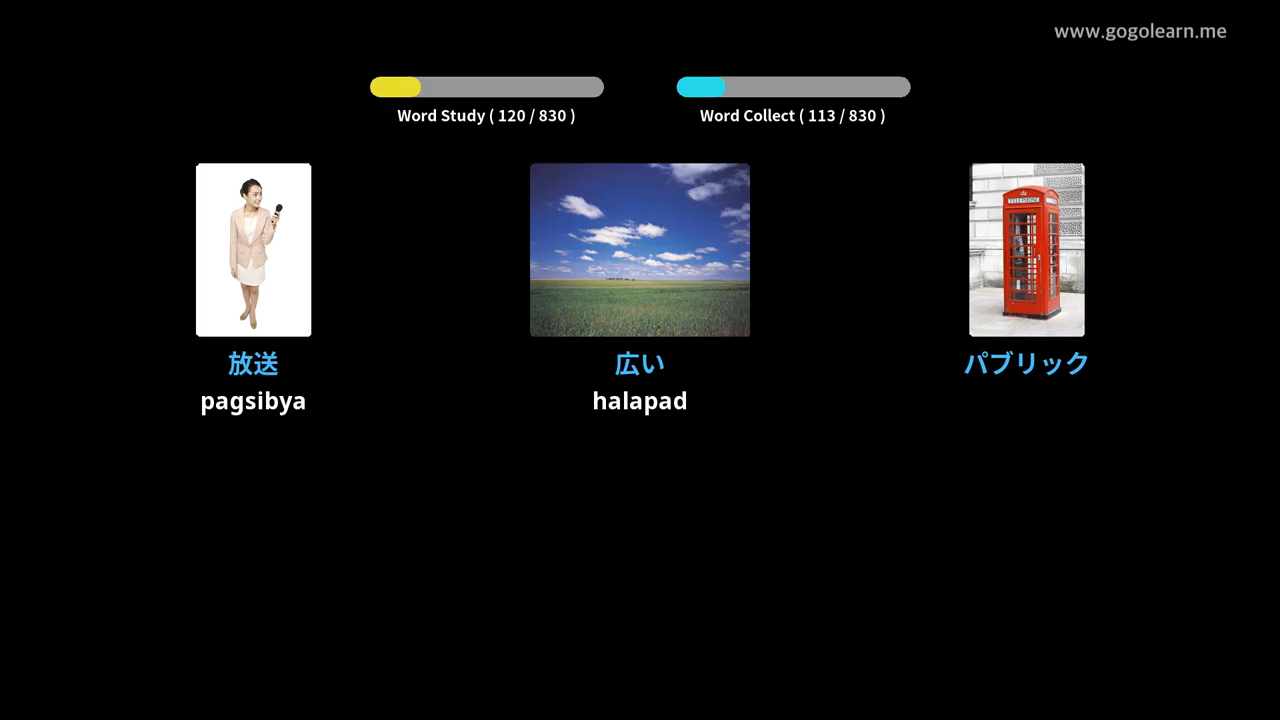 www.gogolearn.me
Word Study ( 120 / 830 )
Word Collect ( 113 / 830 )
TELEPHONE
放送
広い
パブリック
pagsibya
halapad